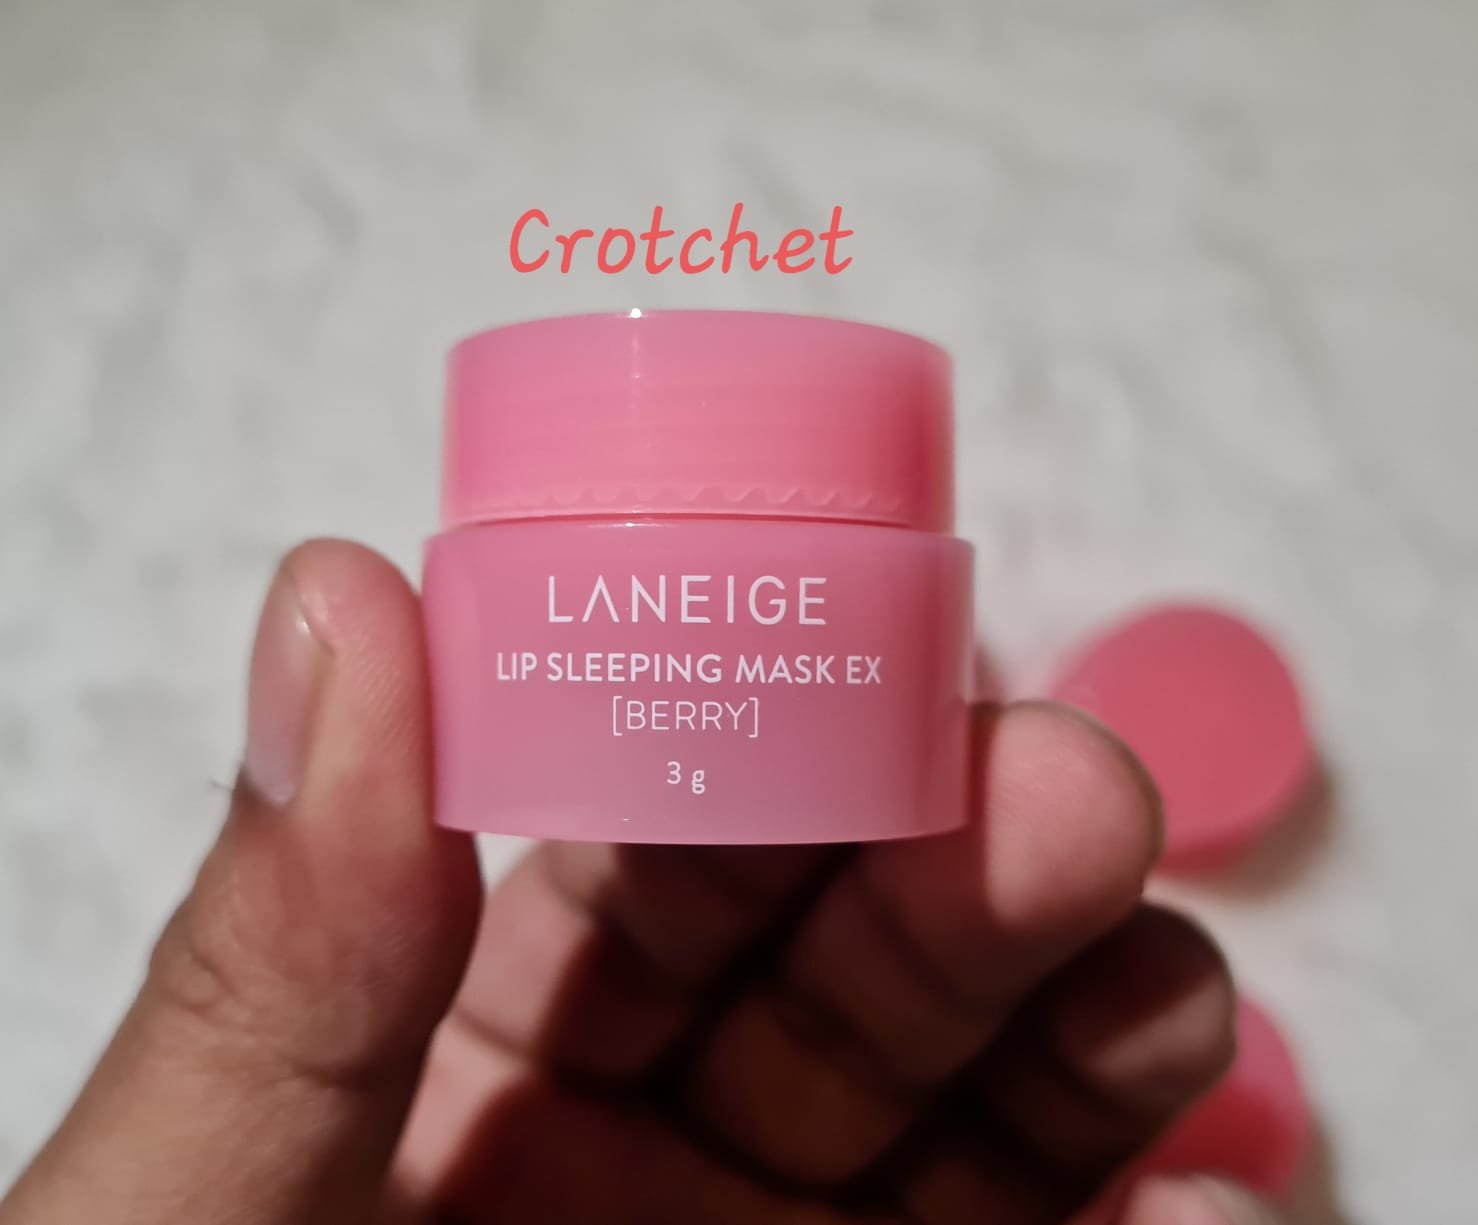 Crotchet
LANEIGE
LIP SLEEPING MASK EX
[BERRY]
3 g